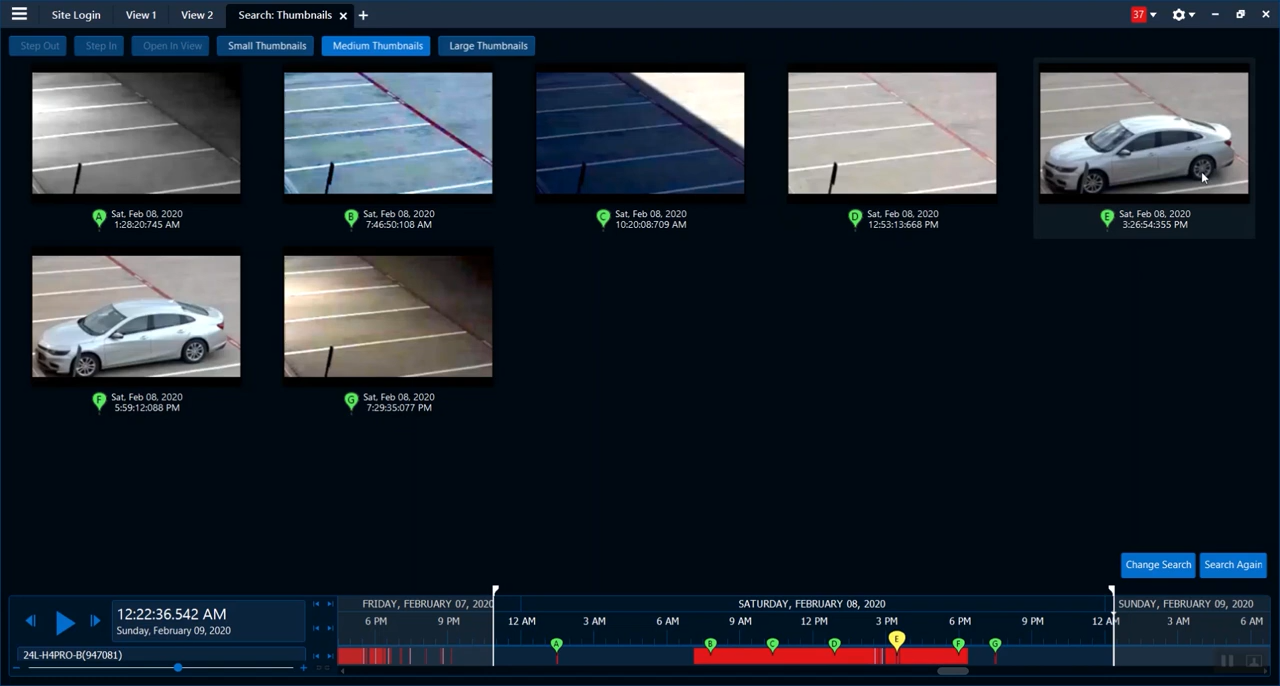 Site Login View 1 View 2 Search: Thumbnails 37
Step Out Step In Open In View Small Thumbnails Medium Thumbnails Large Thumbnails
A Sat, Feb 08, 2020
1:28:20:745 AM
B Sat, Feb 08, 2020
7:46:50:108 AM
C Sat, Feb 08, 2020
10:20:08:709 AM
D Sat, Feb 08, 2020
12:53:13:668 PM
E Sat, Feb 08, 2020
3:26:54:355 PM
F Sat, Feb 08, 2020
5:59:12:088 PM
G Sat, Feb 08, 2020
7:29:35:077 PM
Change Search Search Again
12:22:36.542 AM
Sunday, February 09, 2020
24L-H4PRO-B(947081)
FRIDAY, FEBRUARY 07, 2020 SATURDAY, FEBRUARY 08, 2020 SUNDAY, FEBRUARY 09, 2020
6 PM 9 PM 12 AM 3 AM 6 AM 9 AM 12 PM 3 PM 6 PM 9 PM 12 AM 3 AM 6 AM
A B C D E F G